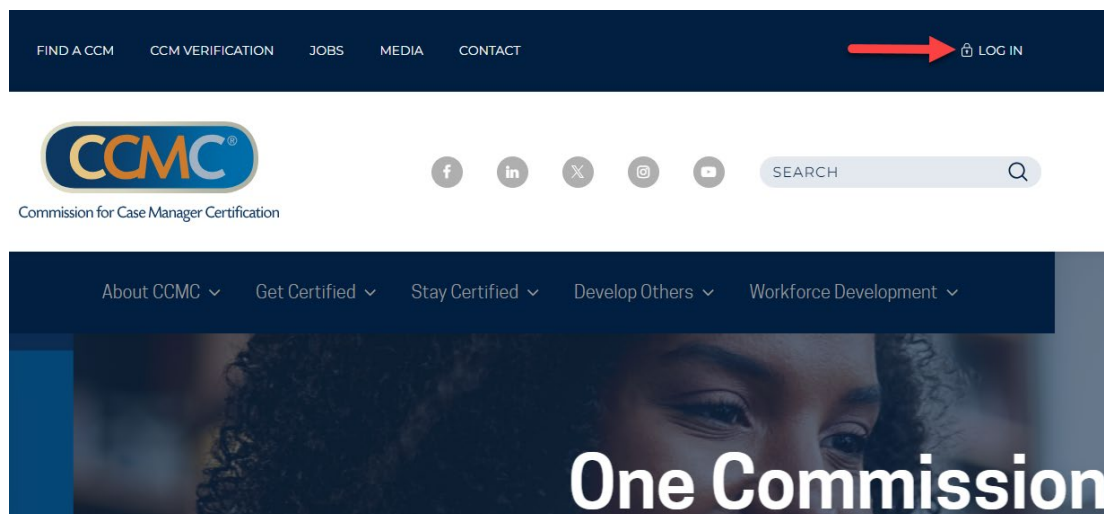 FIND A CCM CCM VERIFICATION JOBS MEDIA CONTACT LOG IN
CCMC®
Commission for Case Manager Certification
f in X SEARCH
About CCMC Get Certified Stay Certified Develop Others Workforce Development
One Commission